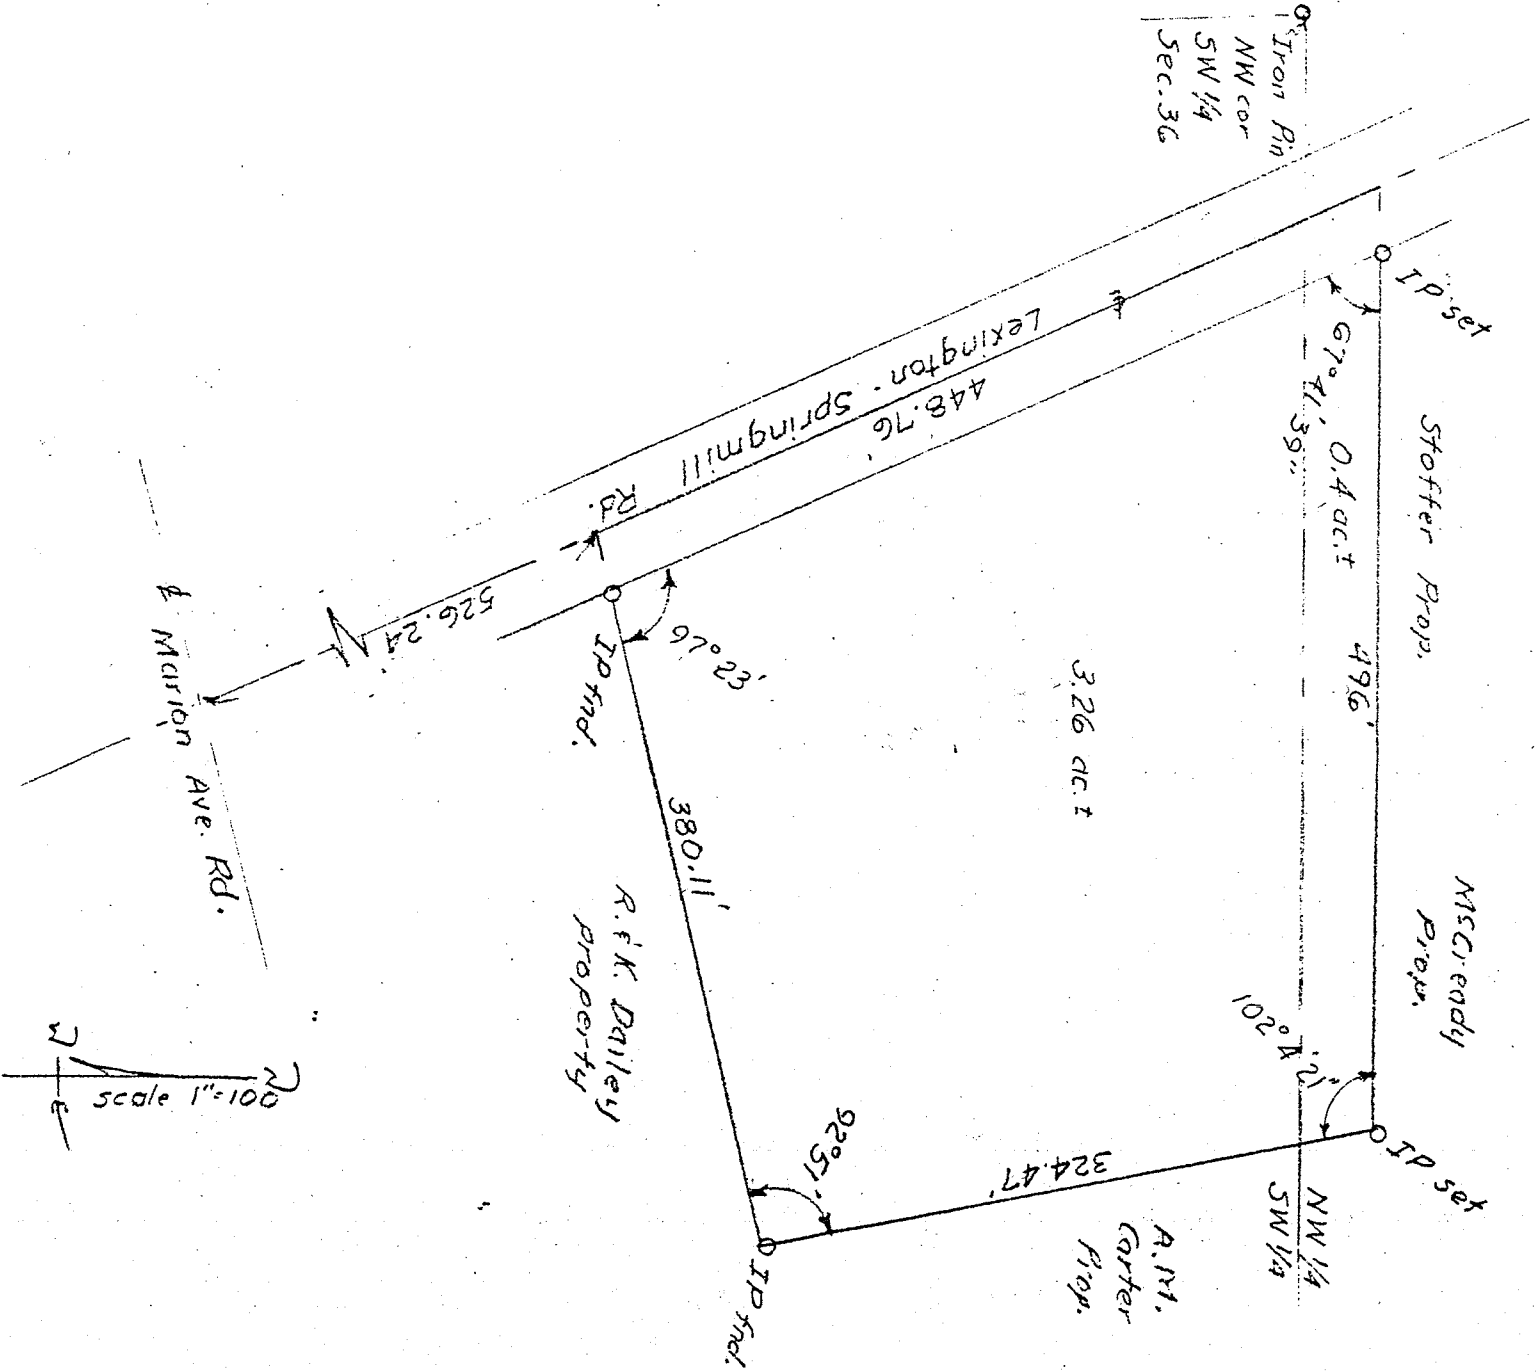 Iron Pin
NW cor
SW 1/4
Sec. 36
IP set
67° 41' 39"
0.4 ac.±
Stoffer Prop.
496'
McCready
Prop.
102° 4' 21"
IP set
NW 1/4
SW 1/4
Lexington - Springmill Rd.
448.76'
3.26 ac.±
324.47'
A.M.
Carter
Prop.
97° 23'
IP fnd.
526.24'
380.11'
92° 51'
IP fnd.
R. & K. Dailey
property
℄ Marion Ave. Rd.
scale 1"=100'